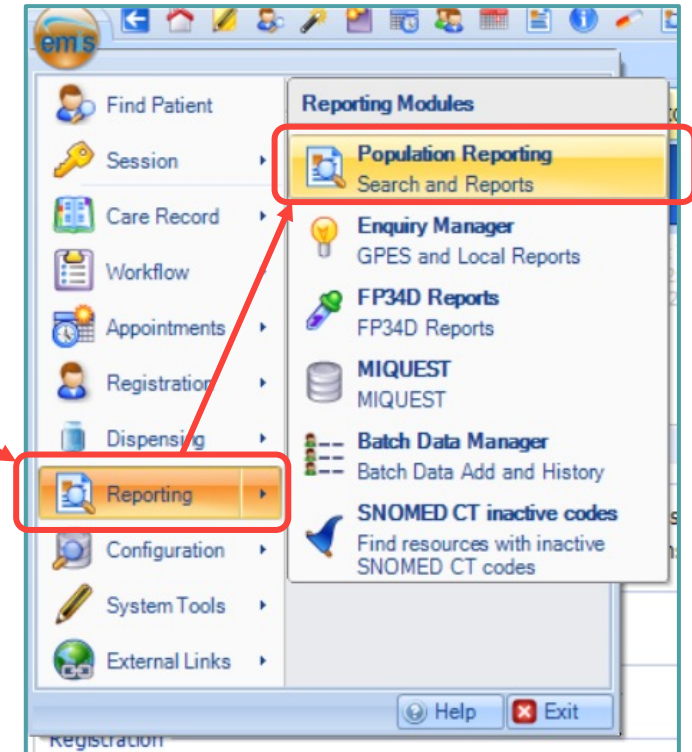 emis
Find Patient
Session
Care Record
Workflow
Appointments
Registration
Dispensing
Reporting
Configuration
System Tools
External Links
Reporting Modules
Population Reporting
Search and Reports
Enquiry Manager
GPES and Local Reports
FP34D Reports
FP34D Reports
MIQUEST
MIQUEST
Batch Data Manager
Batch Data Add and History
SNOMED CT inactive codes
Find resources with inactive
SNOMED CT codes
Help
Exit
Registration